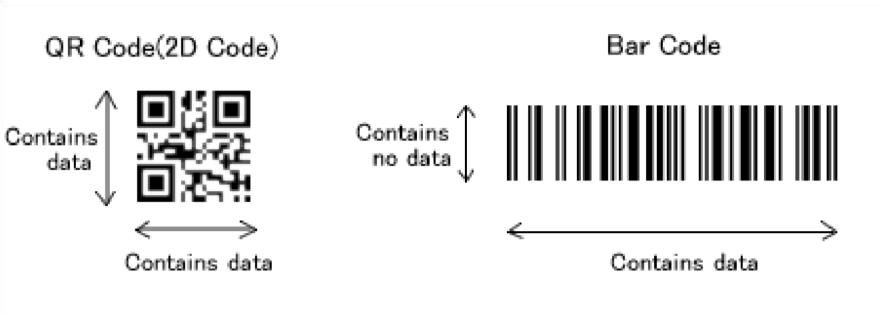 QR Code(2D Code)
Bar Code
Contains
data
Contains data
Contains
no data
Contains data